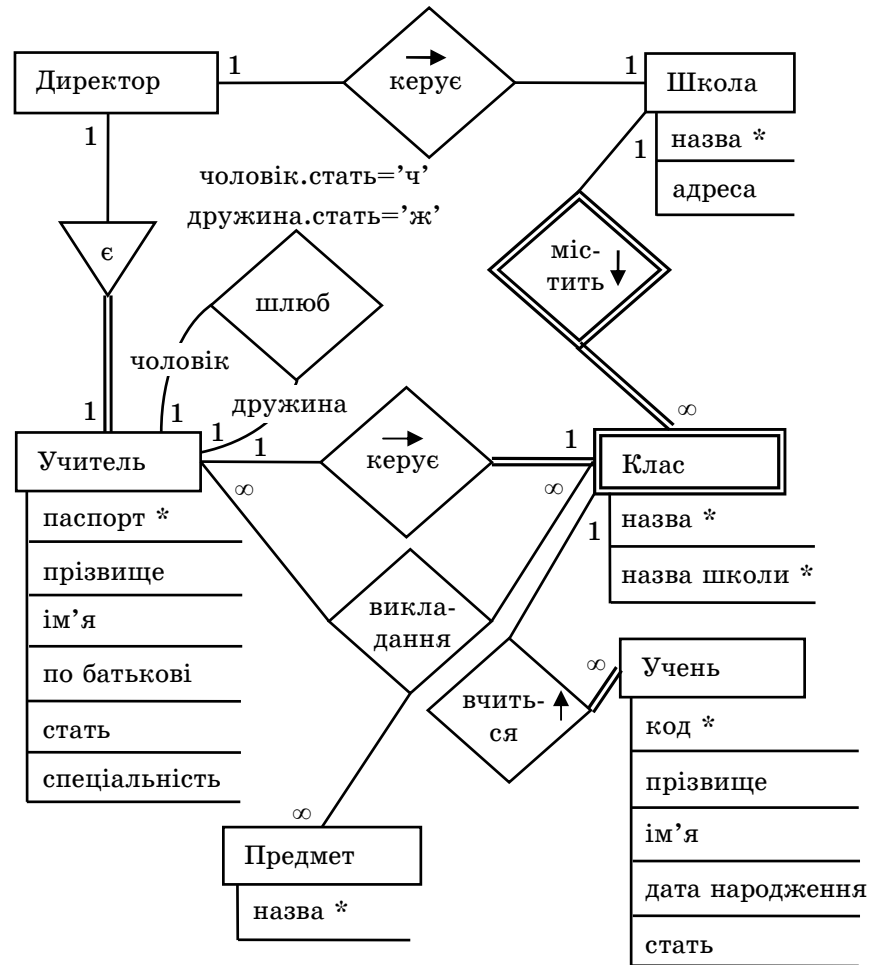 Директор
1
керує
1
Школа
1
1
назва *
адреса
чоловік.стать=’ч’
дружина.стать=’ж’
є
шлюб
міс-
тить
чоловік
дружина
∞
1
1
1
1
керує
1
Учитель
Клас
∞
∞
паспорт *
назва *
1
прізвище
назва школи *
ім’я
викла-
дання
по батькові
∞
Учень
вчить-
ся
стать
код *
спеціальність
прізвище
∞
ім’я
Предмет
дата народження
назва *
стать